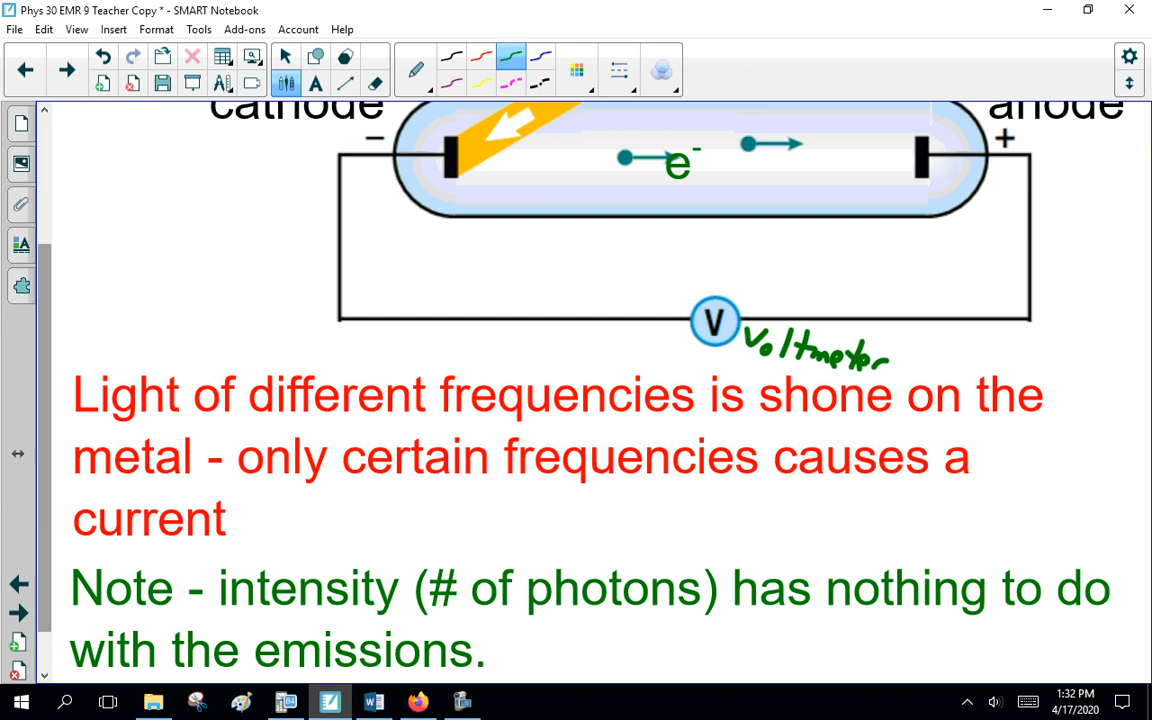 Phys 30 EMR 9 Teacher Copy * - SMART Notebook
File Edit View Insert Format Tools Add-ons Account Help
cathode anode
− +
e-
V
Voltmeter
Light of different frequencies is shone on the
metal - only certain frequencies causes a
current
Note - intensity (# of photons) has nothing to do
with the emissions.
1:32 PM
4/17/2020